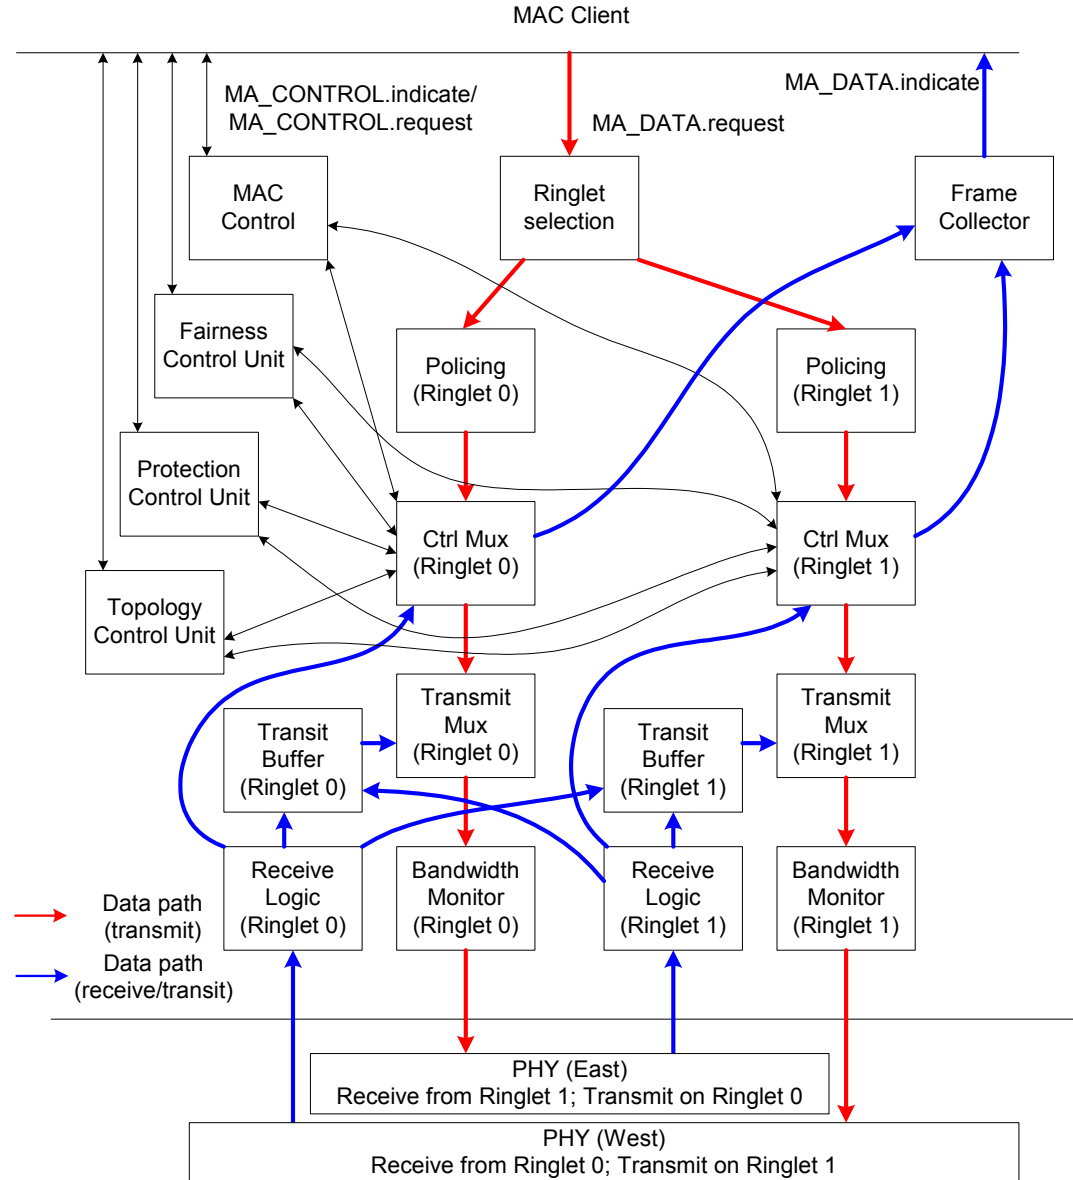 MAC Client
MA_CONTROL.indicate/
MA_CONTROL.request
MA_DATA.request
MA_DATA.indicate
MAC
Control
Ringlet
selection
Frame
Collector
Fairness
Control Unit
Policing
(Ringlet 0)
Policing
(Ringlet 1)
Protection
Control Unit
Ctrl Mux
(Ringlet 0)
Ctrl Mux
(Ringlet 1)
Topology
Control Unit
Transit
Buffer
(Ringlet 0)
Transmit
Mux
(Ringlet 0)
Transit
Buffer
(Ringlet 1)
Transmit
Mux
(Ringlet 1)
Receive
Logic
(Ringlet 0)
Bandwidth
Monitor
(Ringlet 0)
Receive
Logic
(Ringlet 1)
Bandwidth
Monitor
(Ringlet 1)
Data path
(transmit)
Data path
(receive/transit)
PHY (East)
Receive from Ringlet 1; Transmit on Ringlet 0
PHY (West)
Receive from Ringlet 0; Transmit on Ringlet 1